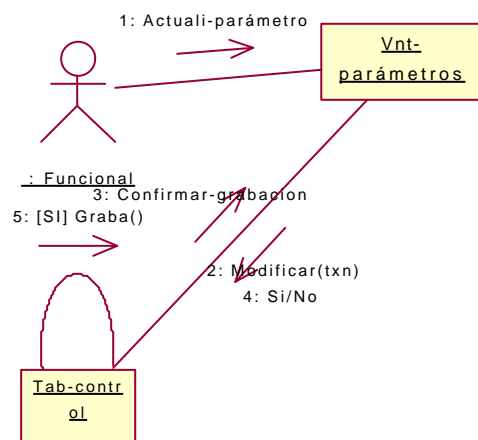 1: Actuali-parámetro
Vnt-
parámetros
: Funcional
3: Confirmar-grabacion
5: [SI] Graba()
2: Modificar(txn)
4: Si/No
Tab-contr
ol